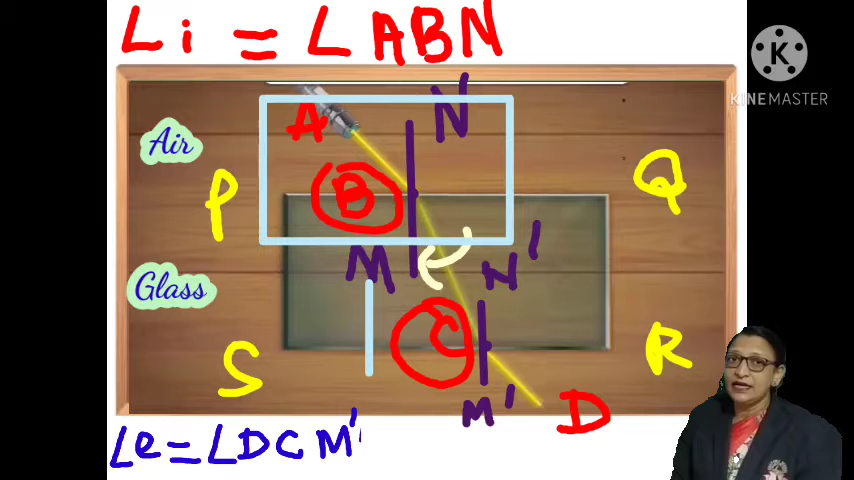 ∠i = ∠ABN
K
KINEMASTER
A
N
Air
B
P
Q
M
N'
Glass
C
S
R
M'
D
∠e = ∠DCM'